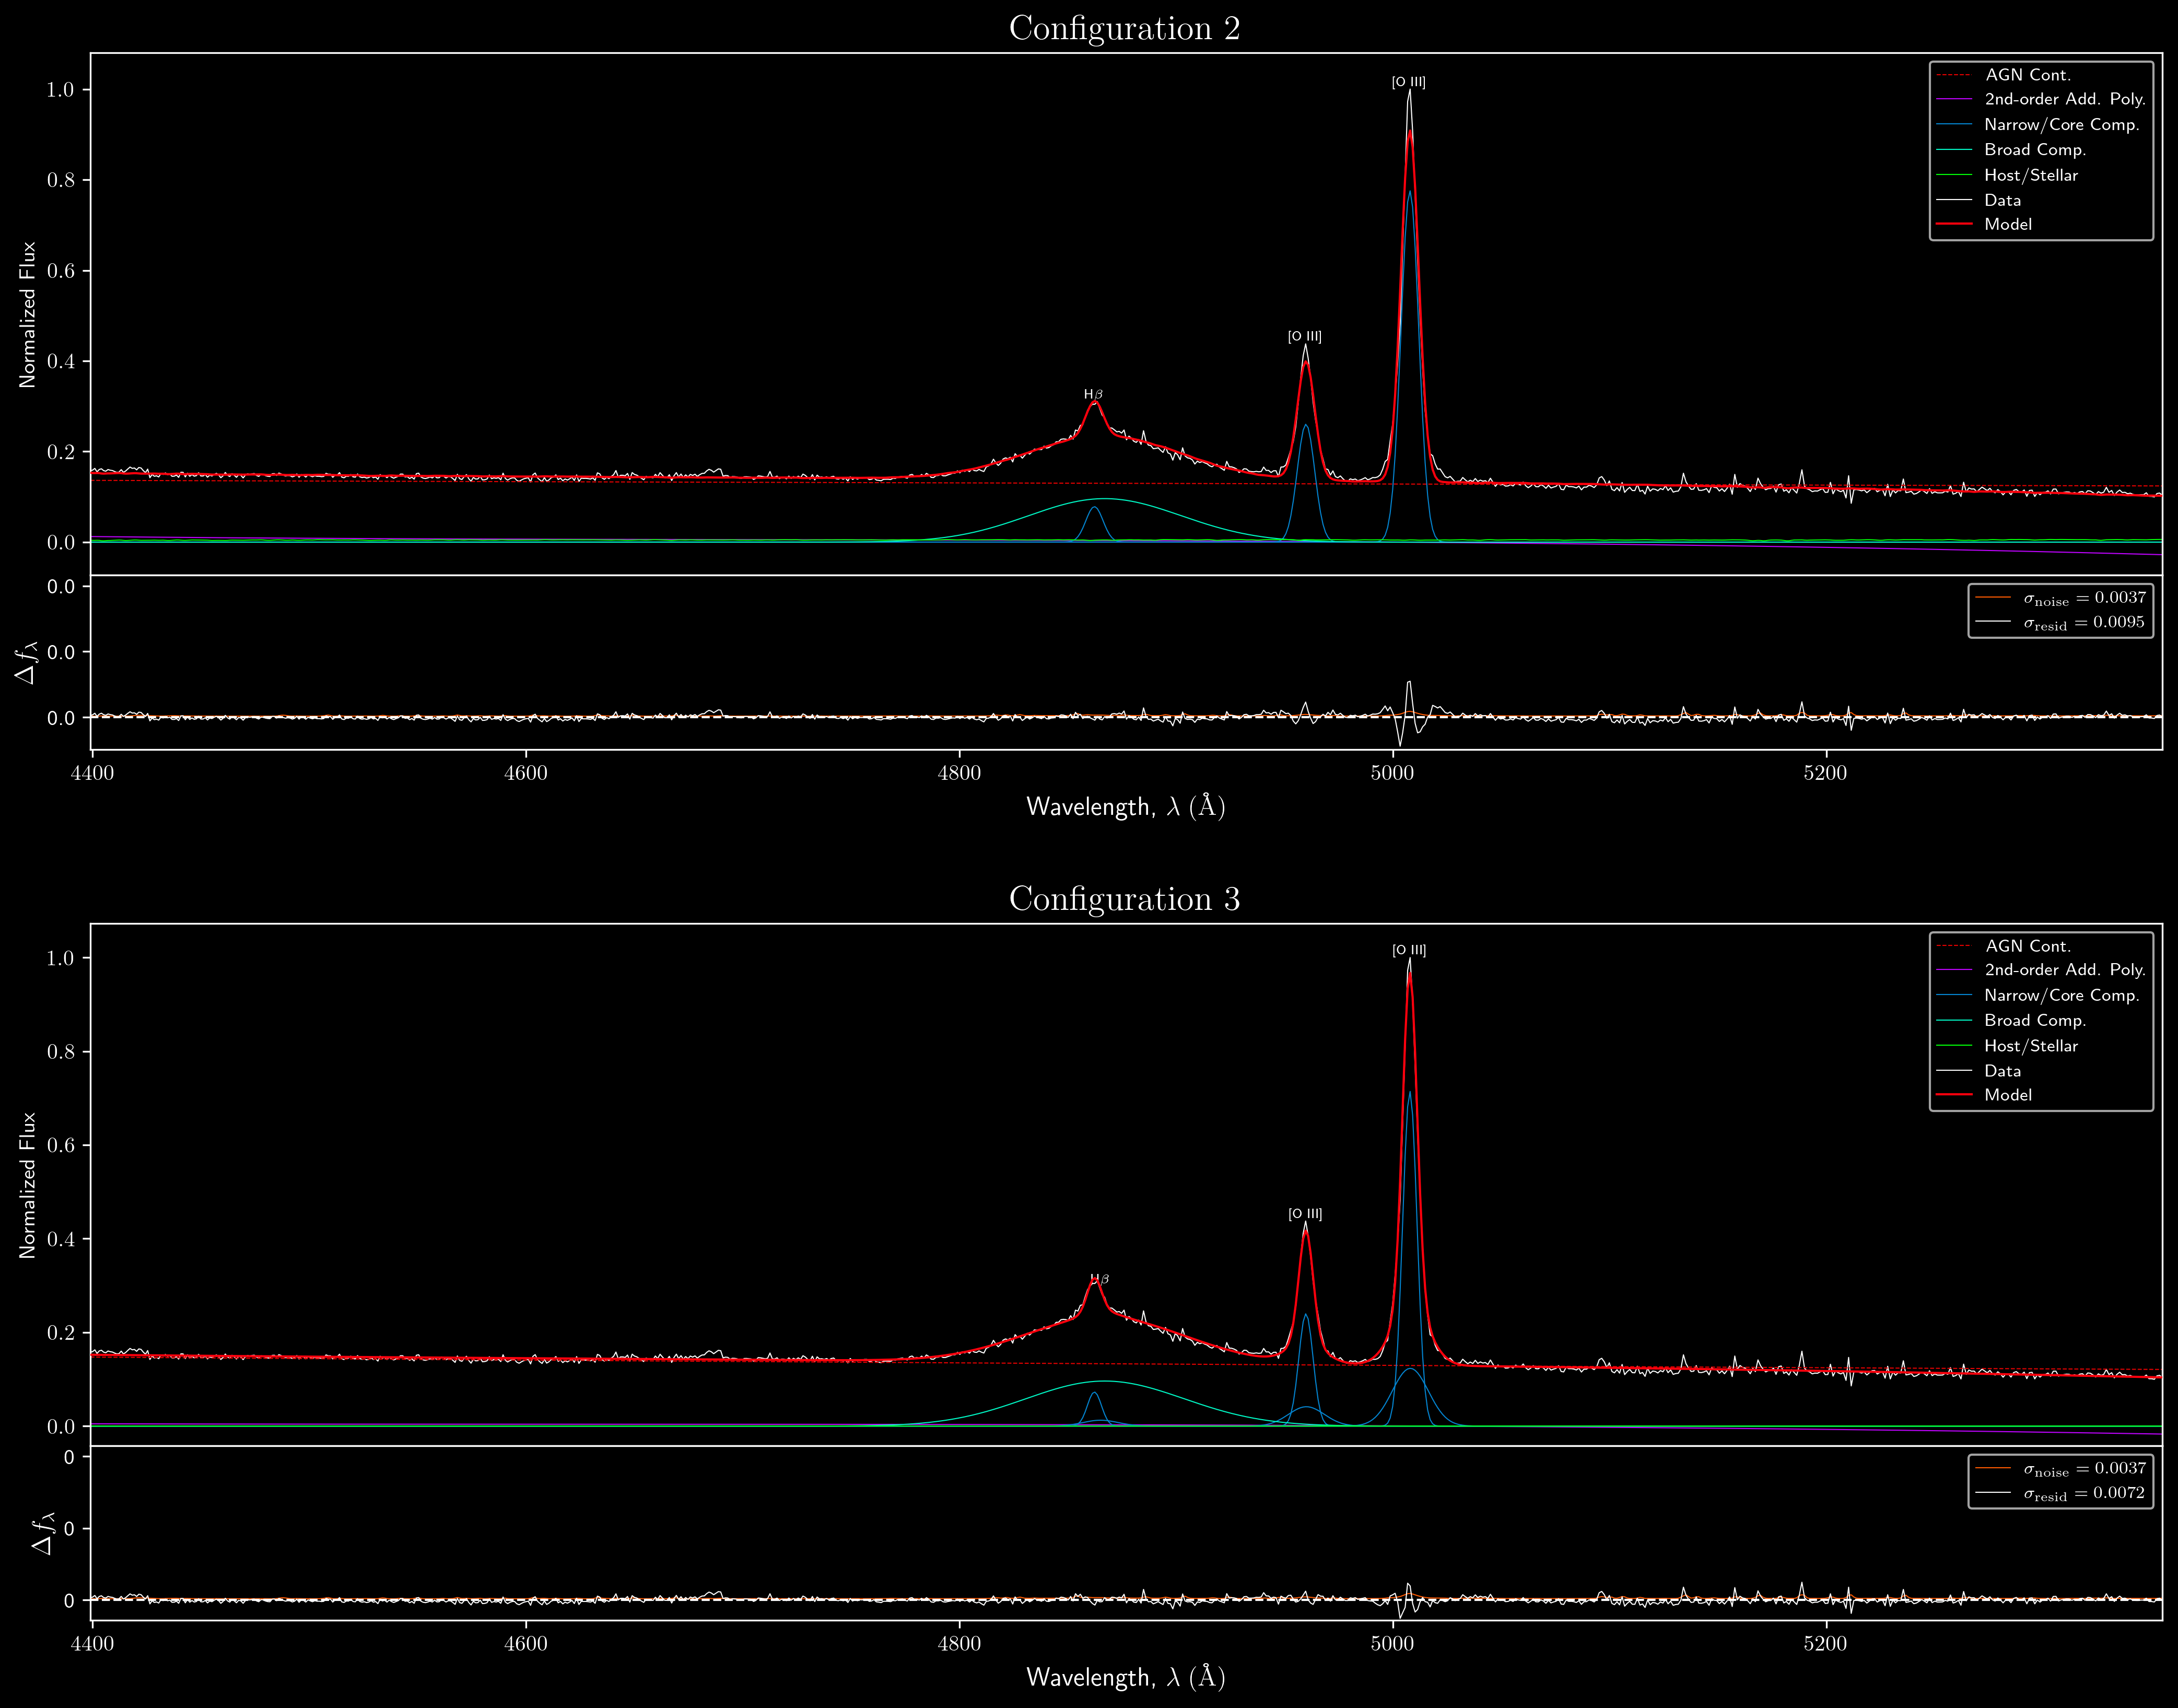 Configuration 2
[O III]
[O III]
Hβ
AGN Cont.
2nd-order Add. Poly.
Narrow/Core Comp.
Broad Comp.
Host/Stellar
Data
Model
Normalized Flux
1.0
0.8
0.6
0.4
0.2
0.0
σnoise = 0.0037
σresid = 0.0095
Δfλ
0.0
0.0
0.0
4400
4600
4800
5000
5200
Wavelength, λ (Å)
Configuration 3
[O III]
[O III]
Hβ
AGN Cont.
2nd-order Add. Poly.
Narrow/Core Comp.
Broad Comp.
Host/Stellar
Data
Model
Normalized Flux
1.0
0.8
0.6
0.4
0.2
0.0
σnoise = 0.0037
σresid = 0.0072
Δfλ
0
0
0
4400
4600
4800
5000
5200
Wavelength, λ (Å)